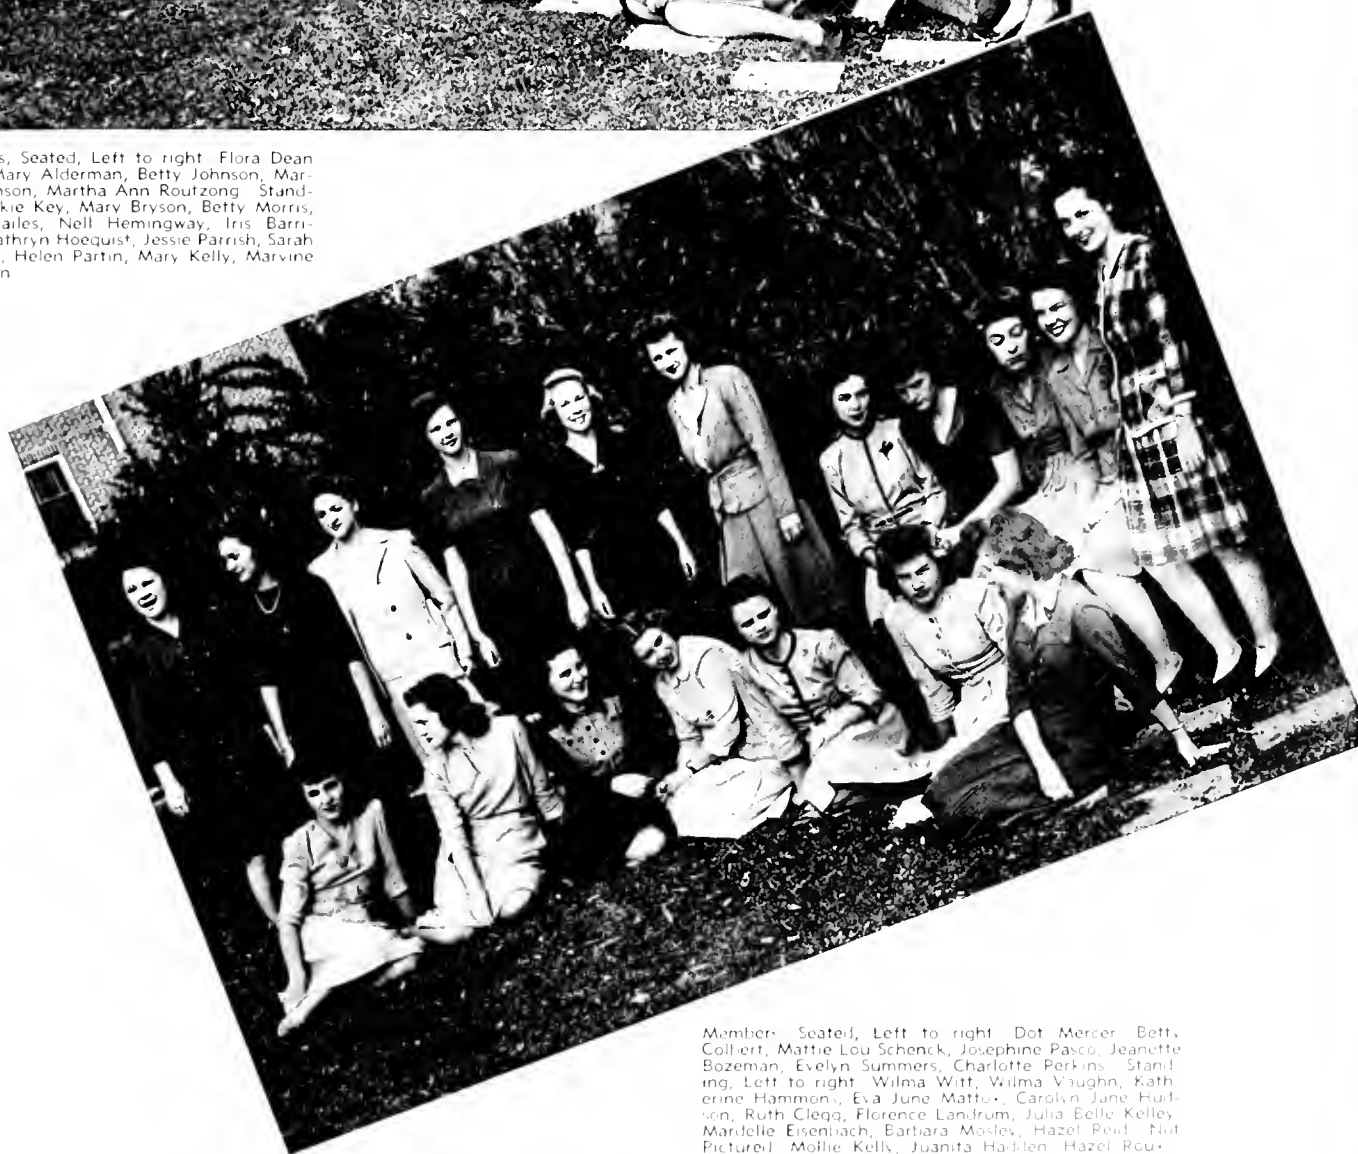 s, Seated, Left to right Flora Dean
Mary Alderman, Betty Johnson, Mar-
nson, Martha Ann Routzong Stand-
kie Key, Mary Bryson, Betty Morris,
ailes, Nell Hemingway, Iris Barri-
athryn Hoequist, Jessie Parrish, Sarah
, Helen Partin, Mary Kelly, Marvine
n
Members Seated, Left to right Dot Mercer Betty
Colbert, Mattie Lou Schenck, Josephine Pasco, Jeanette
Bozeman, Evelyn Summers, Charlotte Perkins Stand
ing, Left to right Wilma Witt, Wilma Vaughn, Kath
erine Hammons, Eva June Mattox, Carolyn June Hud-
son, Ruth Clegg, Florence Landrum, Julia Belle Kelley
Mardelle Eisenbach, Barbara Mosley, Hazel Reid Not
Pictured Mollie Kelly, Juanita Hadden Hazel